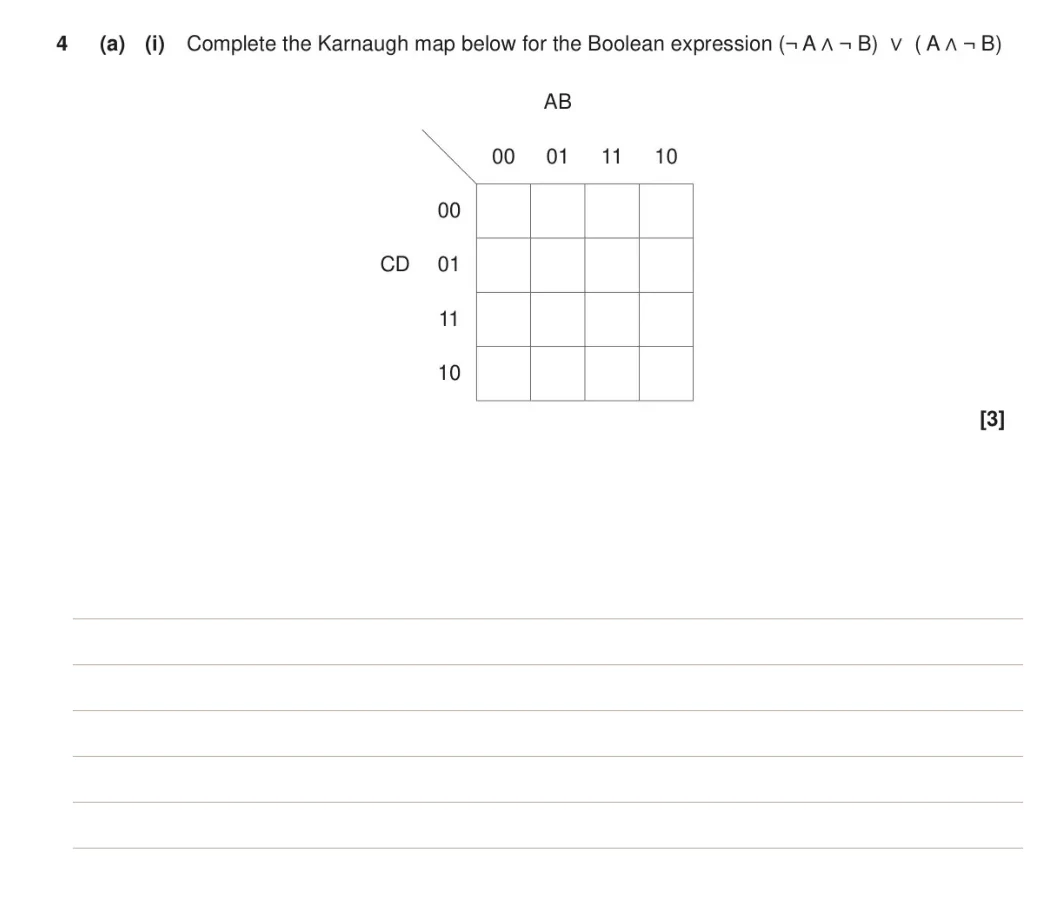 4 (a) (i) Complete the Karnaugh map below for the Boolean expression (¬ A ∧ ¬ B) ∨ ( A ∧ ¬ B)
AB
00 01 11 10
00
CD 01
11
10
[3]